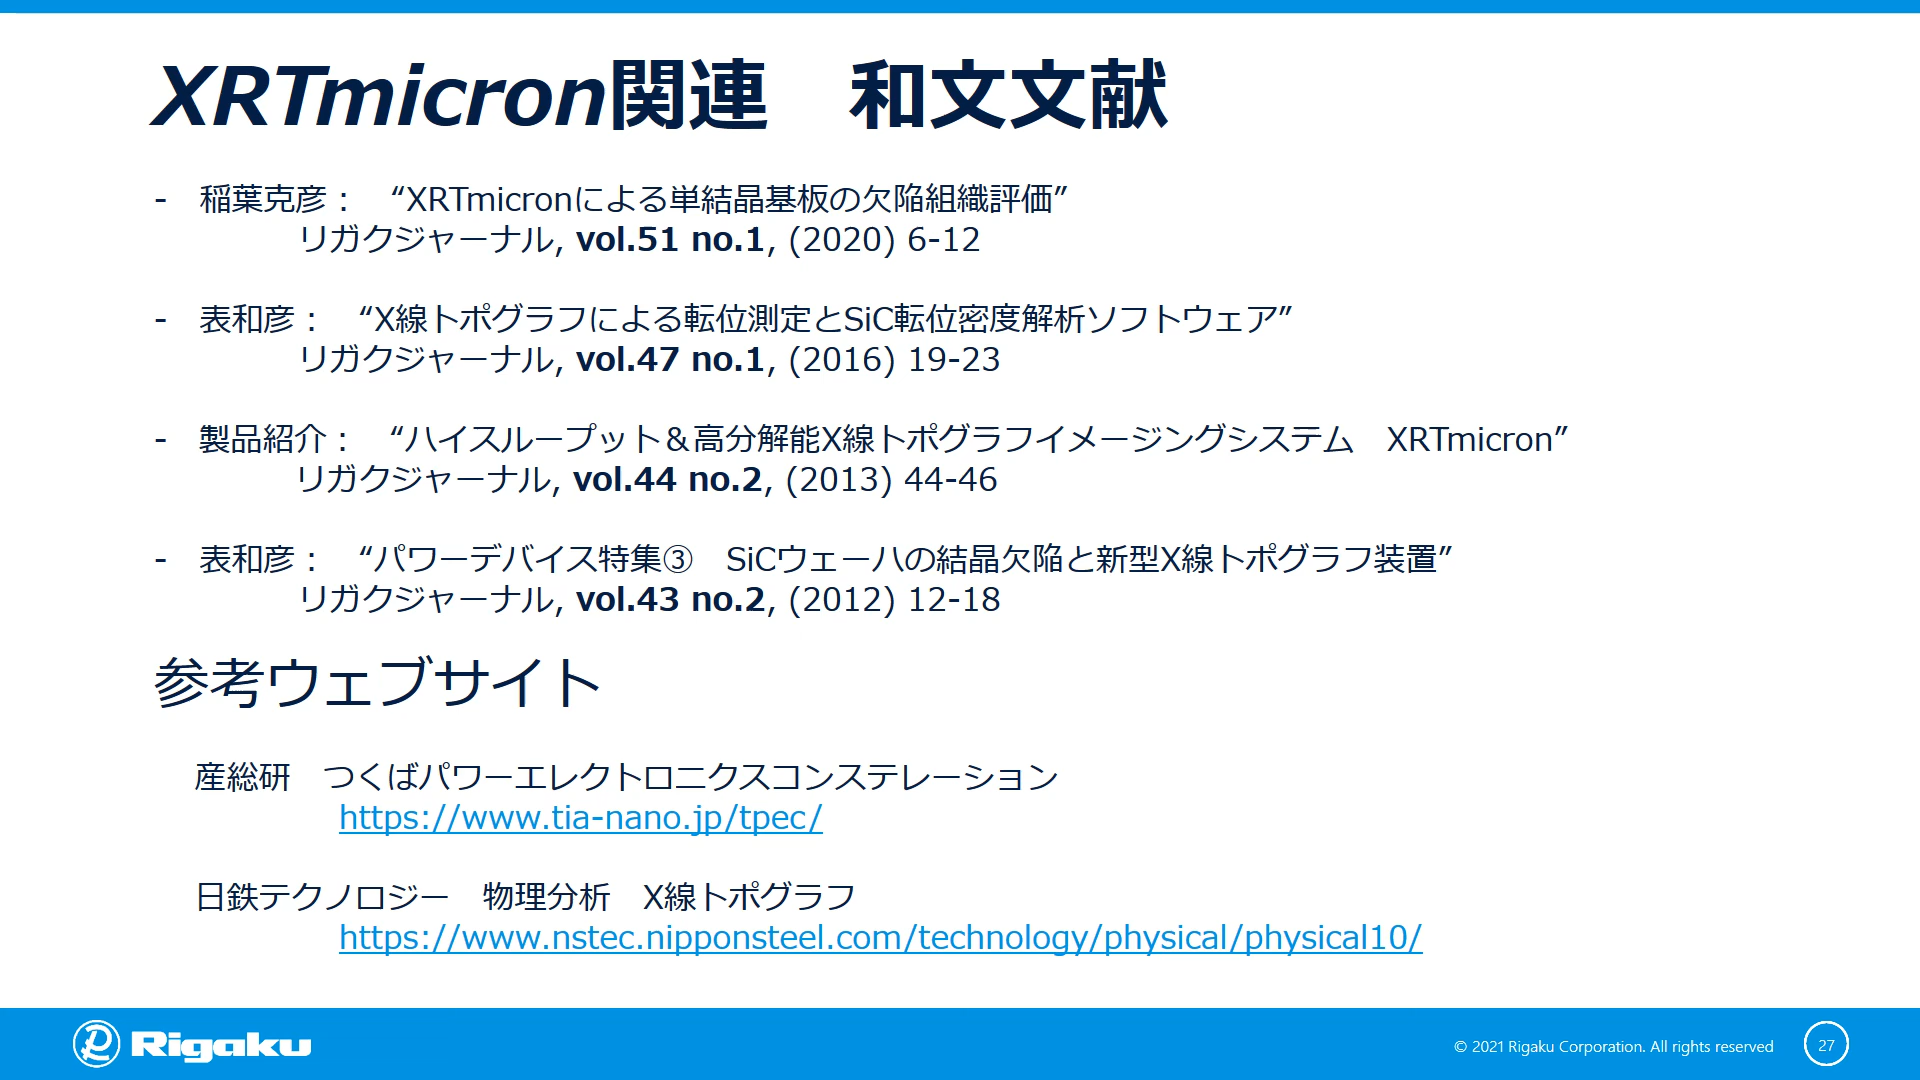 XRTmicron関連　和文文献
- 稲葉克彦：　“XRTmicronによる単結晶基板の欠陥組織評価”
リガクジャーナル, vol.51 no.1, (2020) 6-12
- 表和彦：　“X線トポグラフによる転位測定とSiC転位密度解析ソフトウェア”
リガクジャーナル, vol.47 no.1, (2016) 19-23
- 製品紹介：　“ハイスループット＆高分解能X線トポグラフイメージングシステム　XRTmicron”
リガクジャーナル, vol.44 no.2, (2013) 44-46
- 表和彦：　“パワーデバイス特集③　SiCウェーハの結晶欠陥と新型X線トポグラフ装置”
リガクジャーナル, vol.43 no.2, (2012) 12-18
参考ウェブサイト
産総研　つくばパワーエレクトロニクスコンステレーション
https://www.tia-nano.jp/tpec/
日鉄テクノロジー　物理分析　X線トポグラフ
https://www.nstec.nipponsteel.com/technology/physical/physical10/
Rigaku
© 2021 Rigaku Corporation. All rights reserved
27